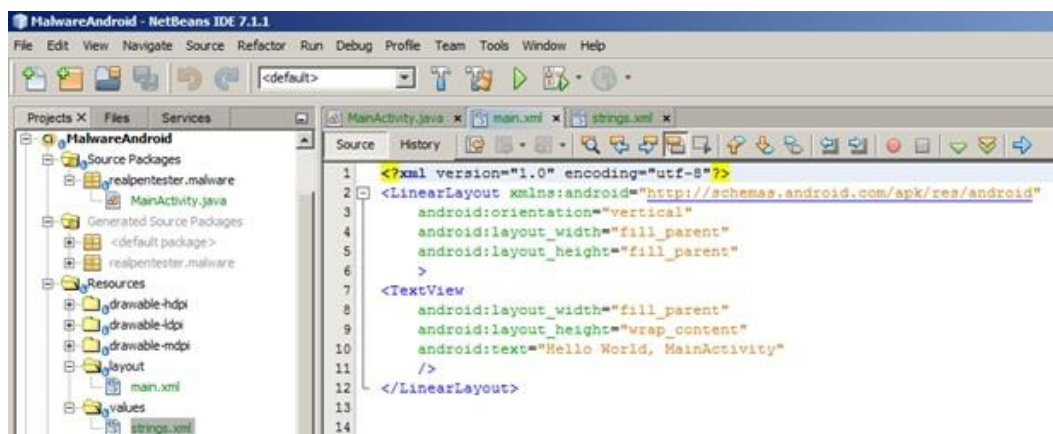 MalwareAndroid - NetBeans IDE 7.1.1
File Edit View Navigate Source Refactor Run Debug Profile Team Tools Window Help
<default>
Projects X Files Services
MainActivity.java x main.xml x strings.xml x
MalwareAndroid
Source History
Source Packages
realpentester.malware
MainActivity.java
Generated Source Packages
<default package>
realpentester.malware
Resources
drawable-hdpi
drawable-ldpi
drawable-mdpi
layout
main.xml
values
strings.xml
1 <?xml version="1.0" encoding="utf-8"?>
2 <LinearLayout xmlns:android="http://schemas.android.com/apk/res/android"
3 android:orientation="vertical"
4 android:layout_width="fill_parent"
5 android:layout_height="fill_parent"
6 >
7 <TextView
8 android:layout_width="fill_parent"
9 android:layout_height="wrap_content"
10 android:text="Hello World, MainActivity"
11 />
12 </LinearLayout>
13
14